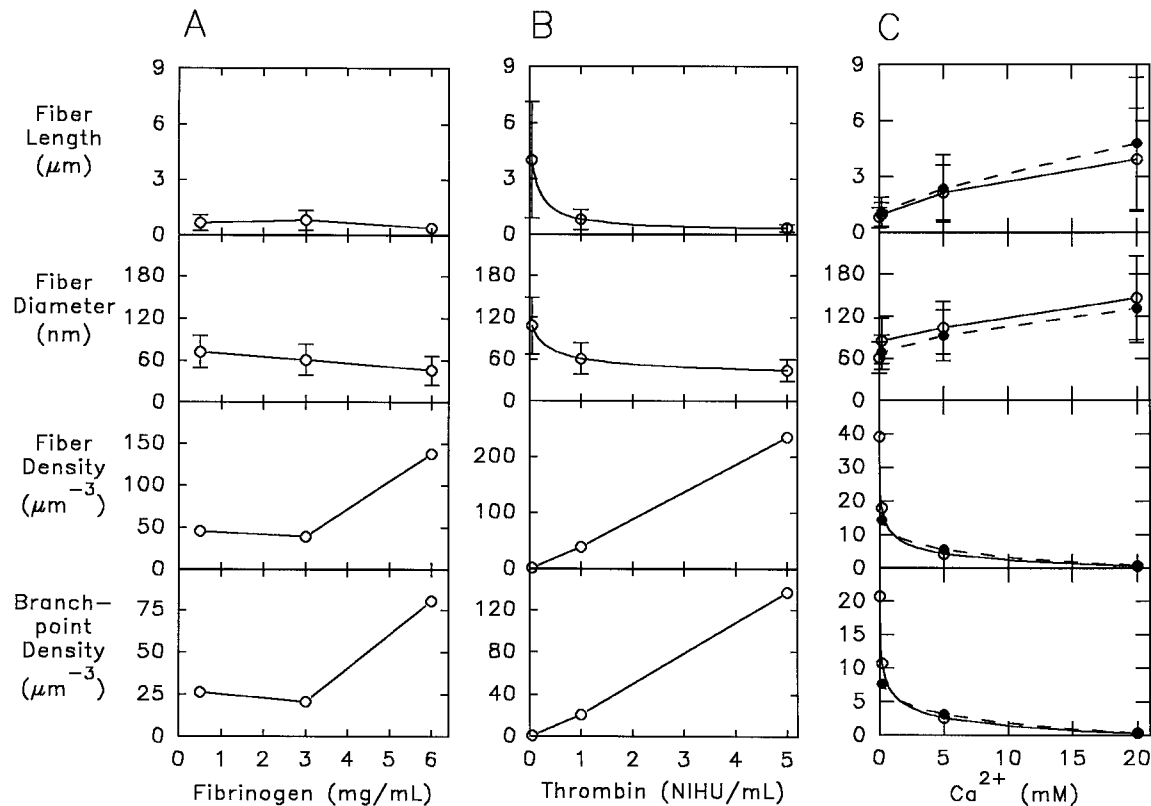 A B C
Fiber
Length
(μm)
9
6
3
0
9
6
3
0
9
6
3
0
Fiber
Diameter
(nm)
180
120
60
0
180
120
60
0
180
120
60
0
Fiber
Density
(μm⁻³)
150
100
50
0
200
100
0
40
30
20
10
0
Branch–
point
Density
(μm⁻³)
75
50
25
0
120
80
40
0
20
15
10
5
0
0 1 2 3 4 5 6
0 1 2 3 4 5
0 5 10 15 20
Fibrinogen (mg/mL)
Thrombin (NIHU/mL)
Ca²⁺ (mM)